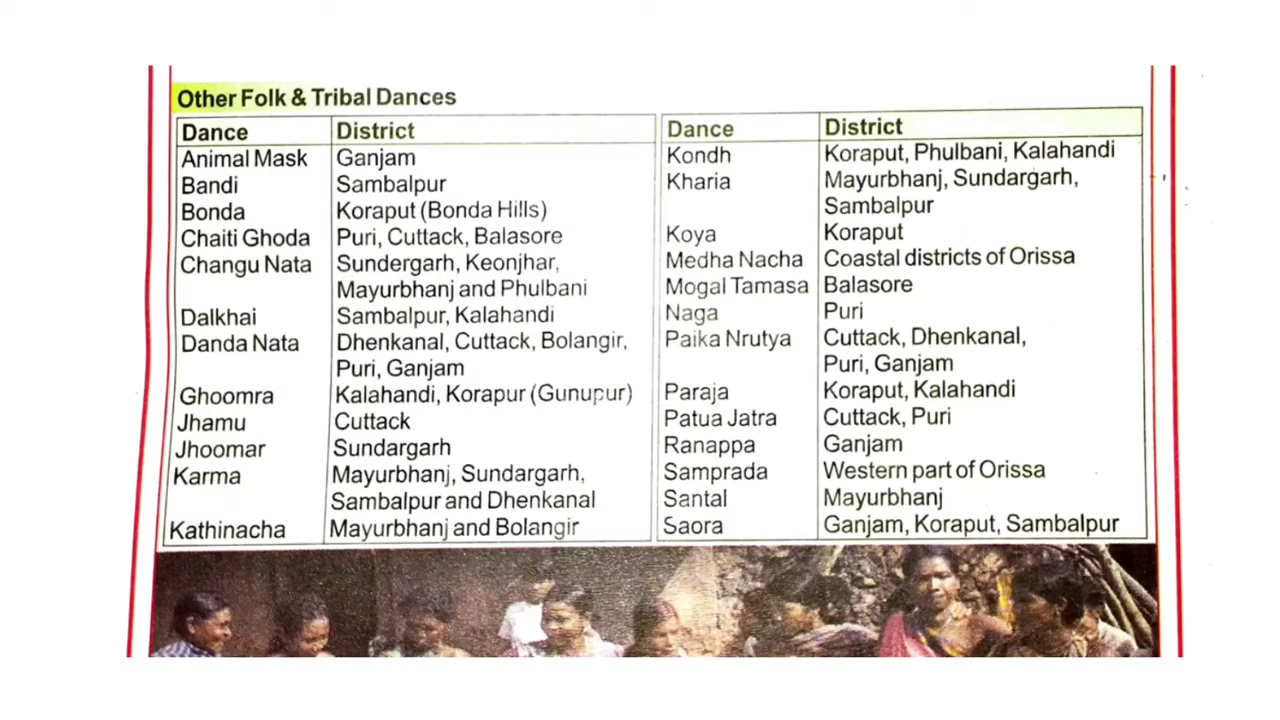 Other Folk & Tribal Dances
Dance District
Animal Mask Ganjam
Bandi Sambalpur
Bonda Koraput (Bonda Hills)
Chaiti Ghoda Puri, Cuttack, Balasore
Changu Nata Sundergarh, Keonjhar,
Mayurbhanj and Phulbani
Dalkhai Sambalpur, Kalahandi
Danda Nata Dhenkanal, Cuttack, Bolangir,
Puri, Ganjam
Ghoomra Kalahandi, Korapur (Gunupur)
Jhamu Cuttack
Jhoomar Sundargarh
Karma Mayurbhanj, Sundargarh,
Sambalpur and Dhenkanal
Kathinacha Mayurbhanj and Bolangir
Dance District
Kondh Koraput, Phulbani, Kalahandi
Kharia Mayurbhanj, Sundargarh,
Sambalpur
Koya Koraput
Medha Nacha Coastal districts of Orissa
Mogal Tamasa Balasore
Naga Puri
Paika Nrutya Cuttack, Dhenkanal,
Puri, Ganjam
Paraja Koraput, Kalahandi
Patua Jatra Cuttack, Puri
Ranappa Ganjam
Samprada Western part of Orissa
Santal Mayurbhanj
Saora Ganjam, Koraput, Sambalpur